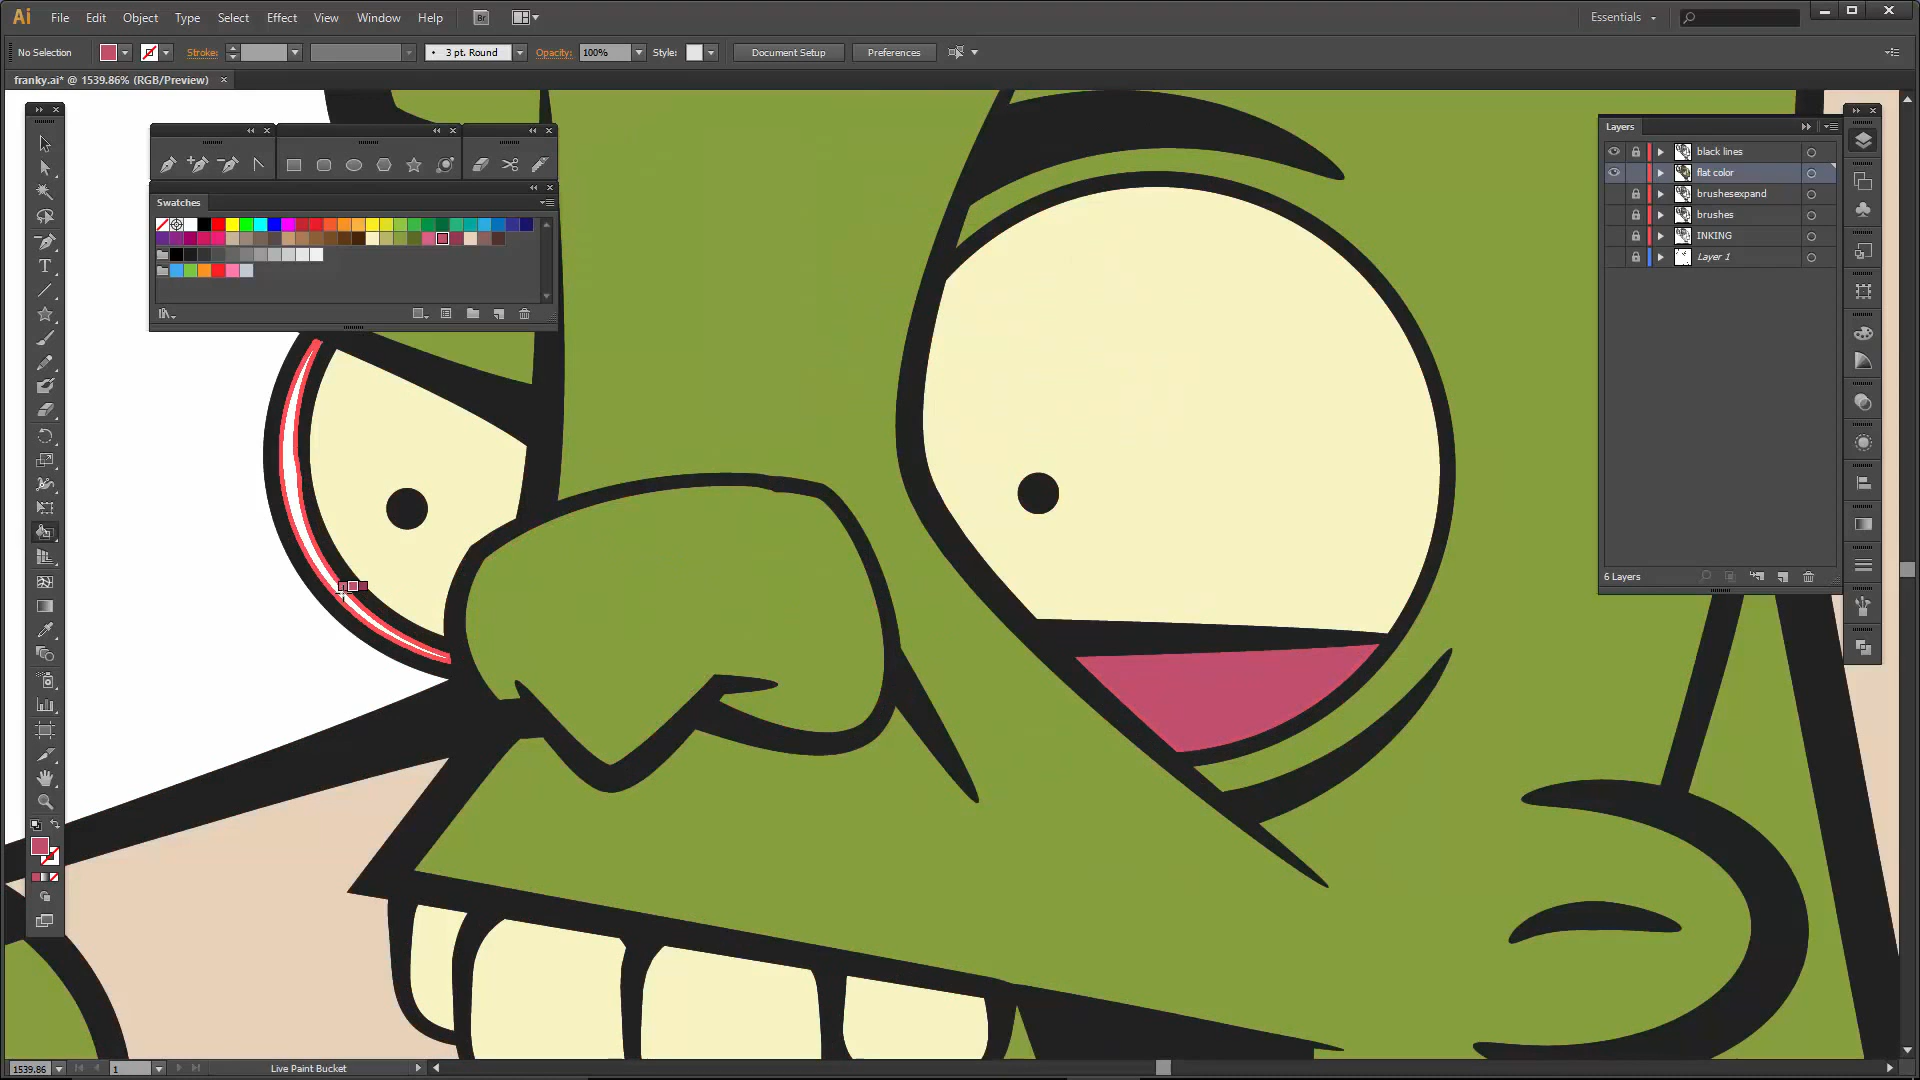 Ai File Edit Object Type Select Effect View Window Help Br Essentials
No Selection Stroke: 3 pt. Round Opacity: 100% Style: Document Setup Preferences
franky.ai* @ 1539.86% (RGB/Preview)
Swatches
Layers
black lines
flat color
brushesexpand
brushes
INKING
Layer 1
6 Layers
1539.86 1 Live Paint Bucket